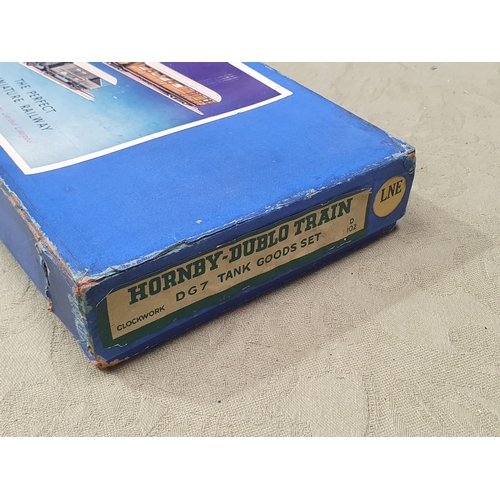 THE PERFECT
MINIATURE RAILWAY
HORNBY-DUBLO TRAIN
CLOCKWORK DG7 TANK GOODS SET
D
102
LNE